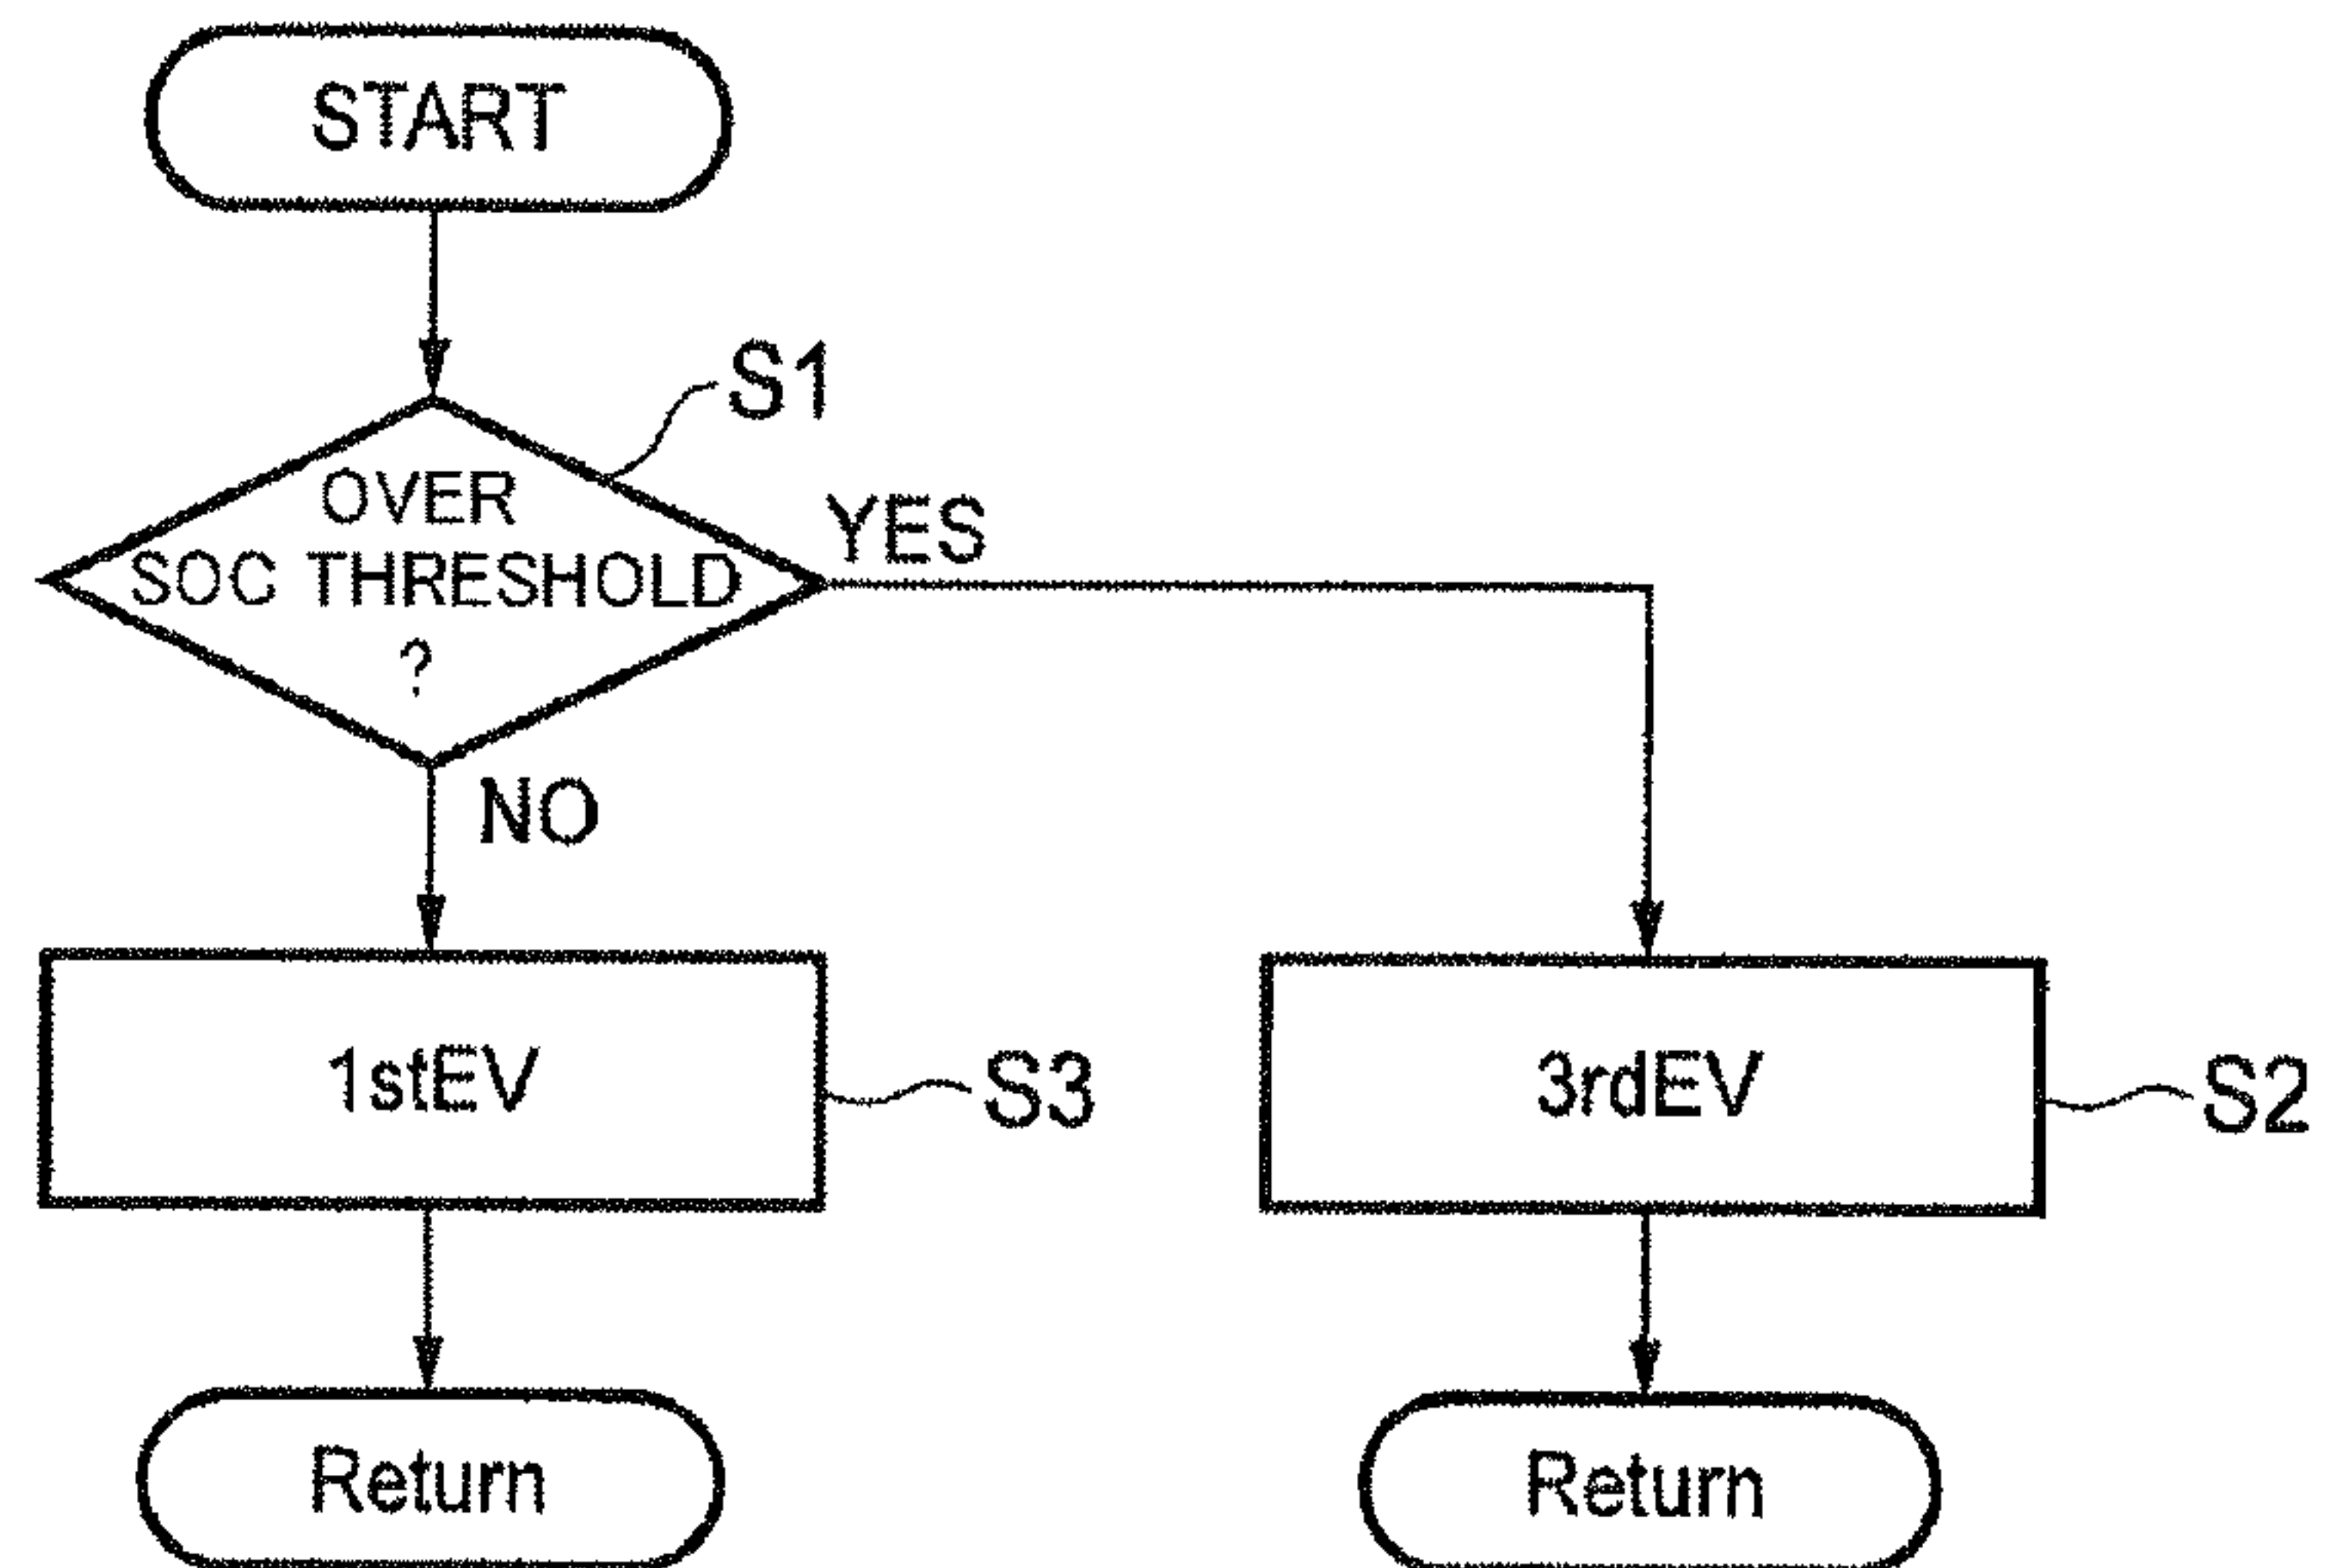 START
S1
OVER
SOC THRESHOLD
?
YES
NO
1stEV
S3
3rdEV
S2
Return
Return